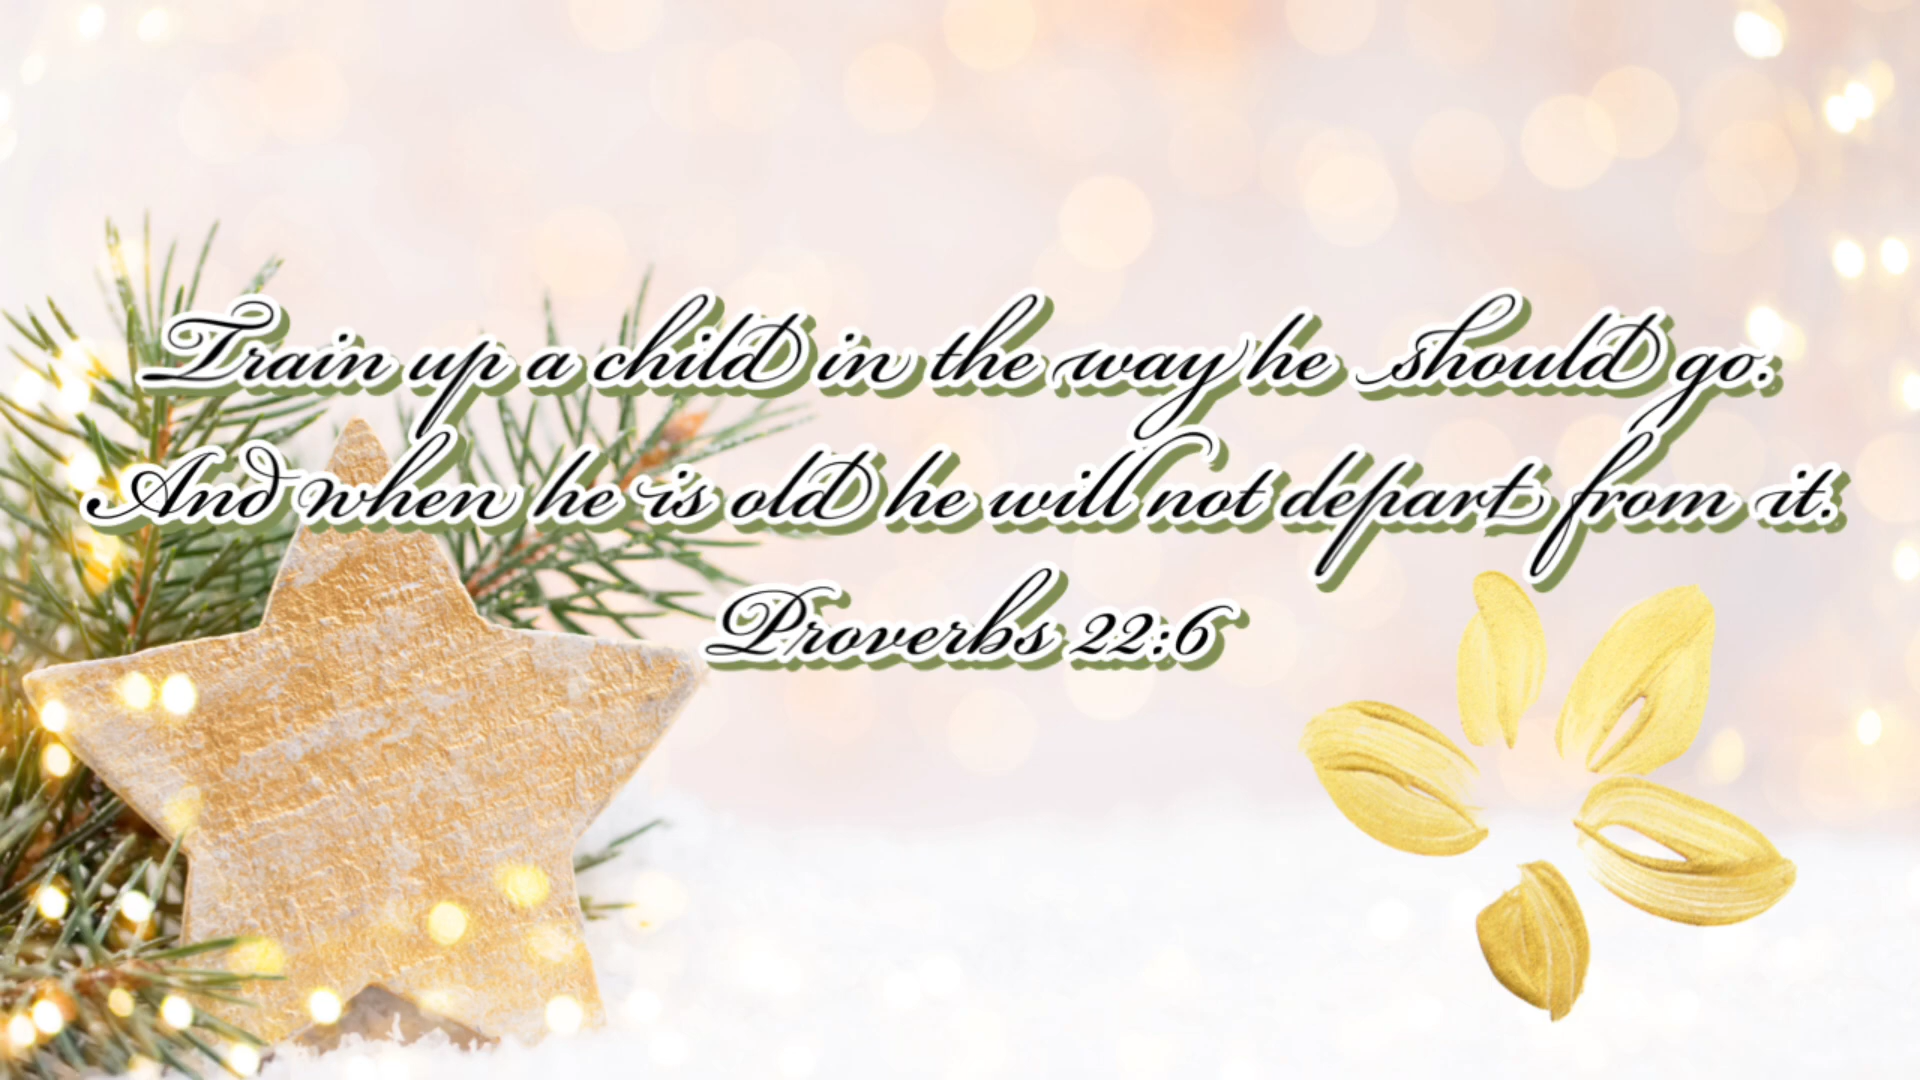 Train up a child in the way he should go.
And when he is old he will not depart from it.
Proverbs 22:6